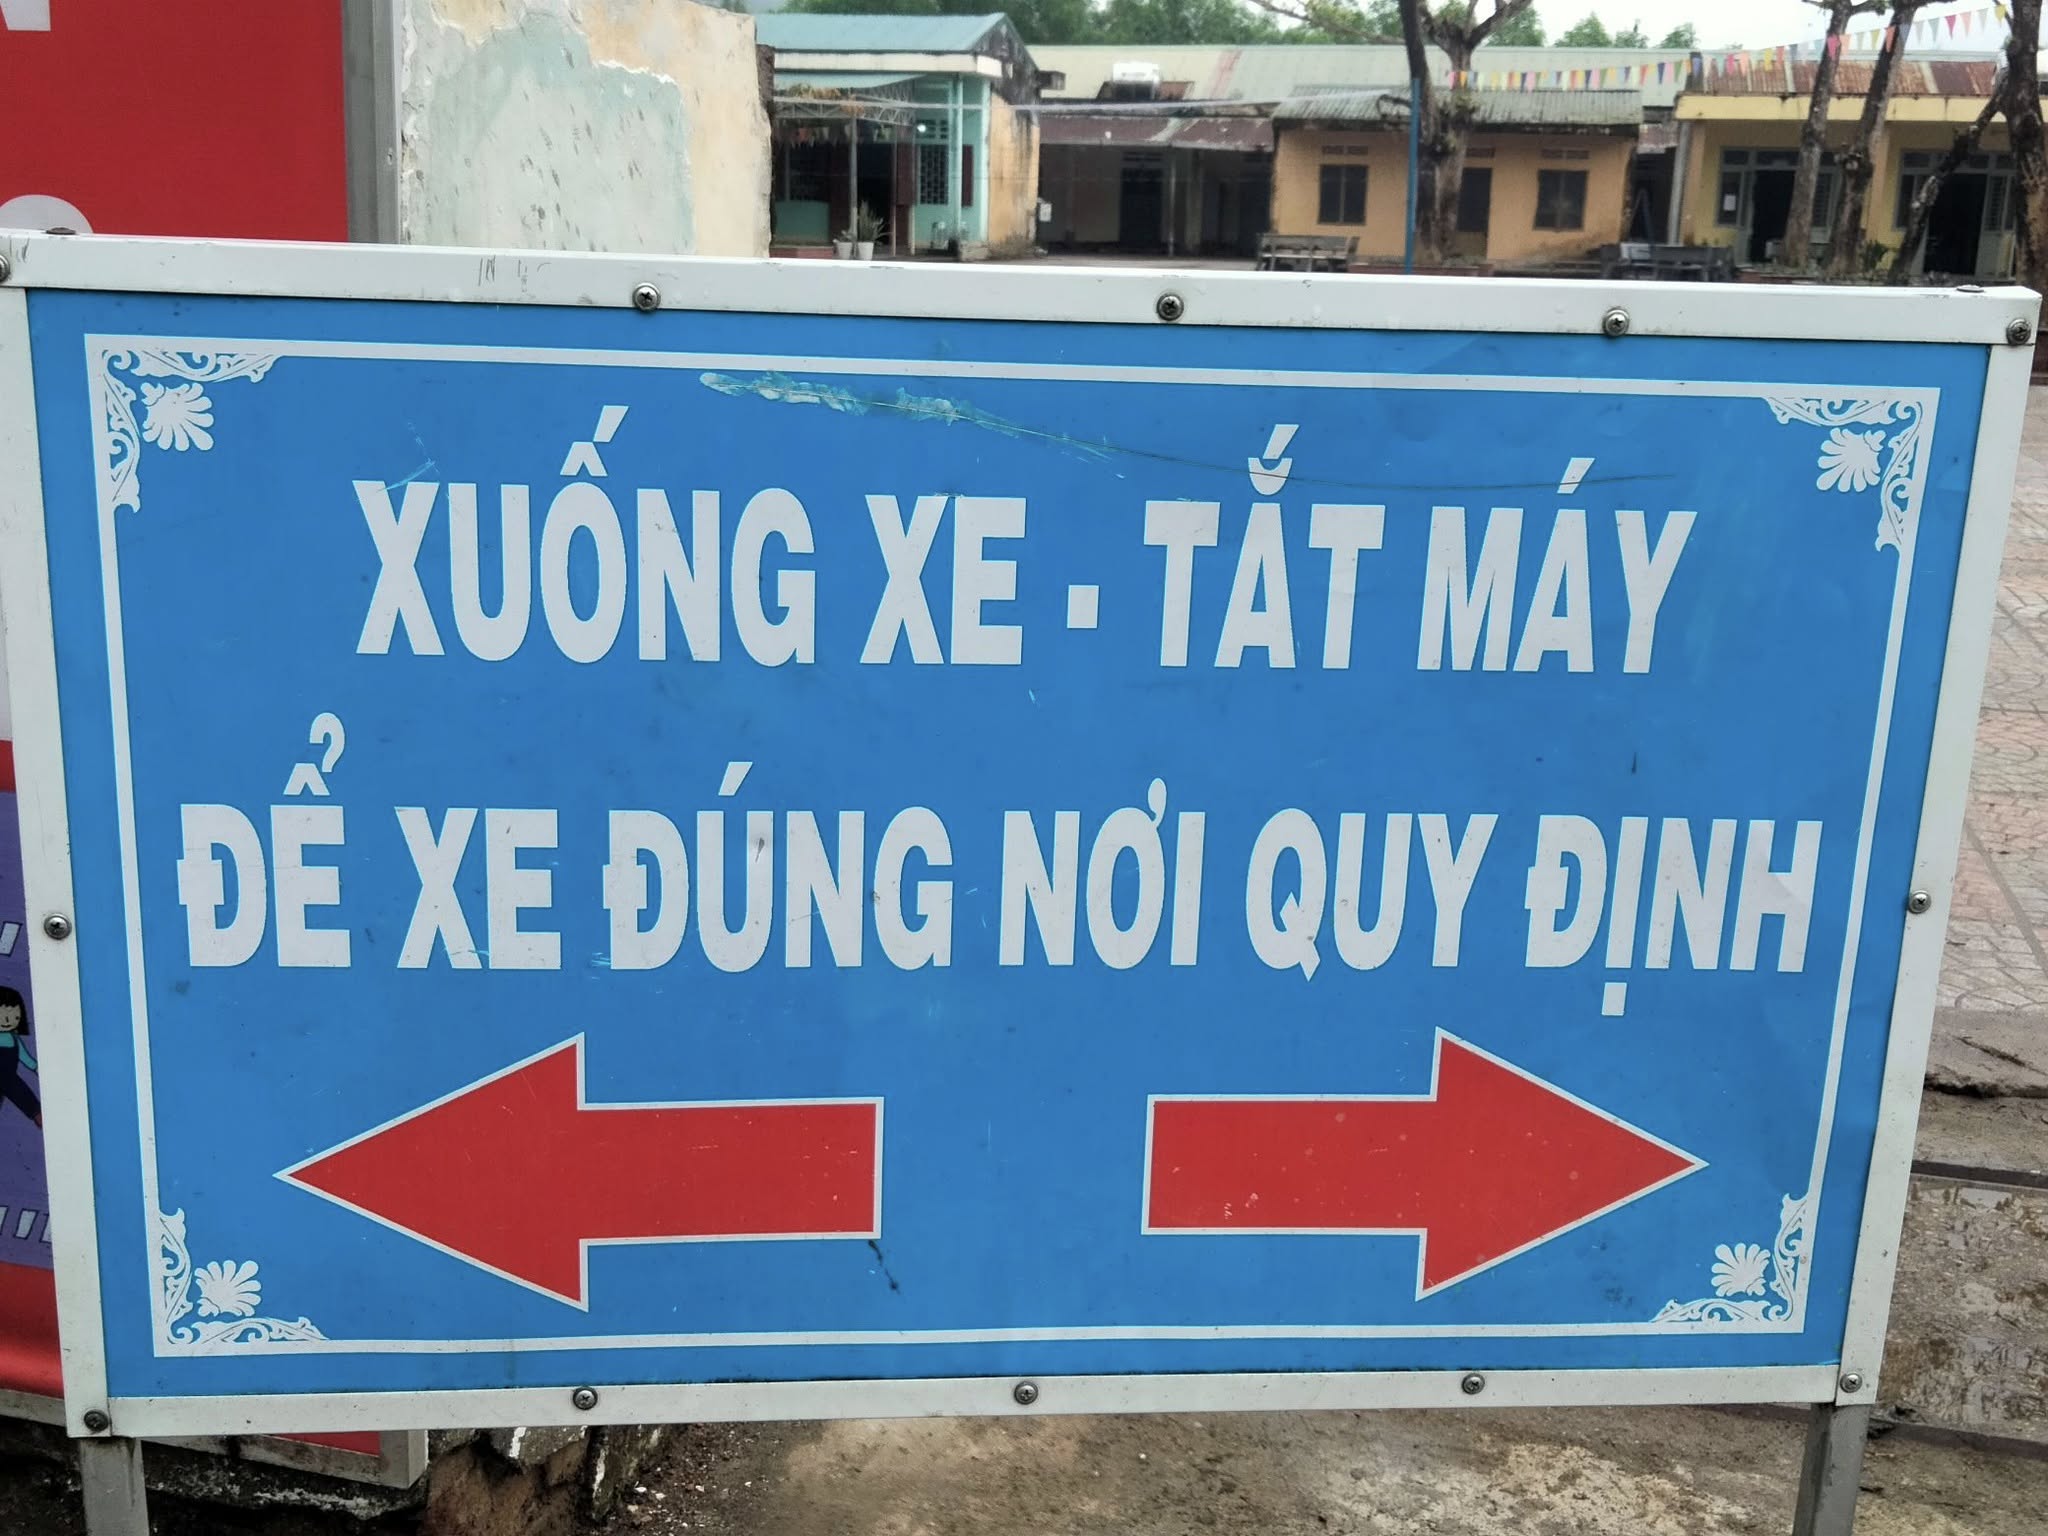 XUỐNG XE - TẮT MÁY
ĐỂ XE ĐÚNG NƠI QUY ĐỊNH